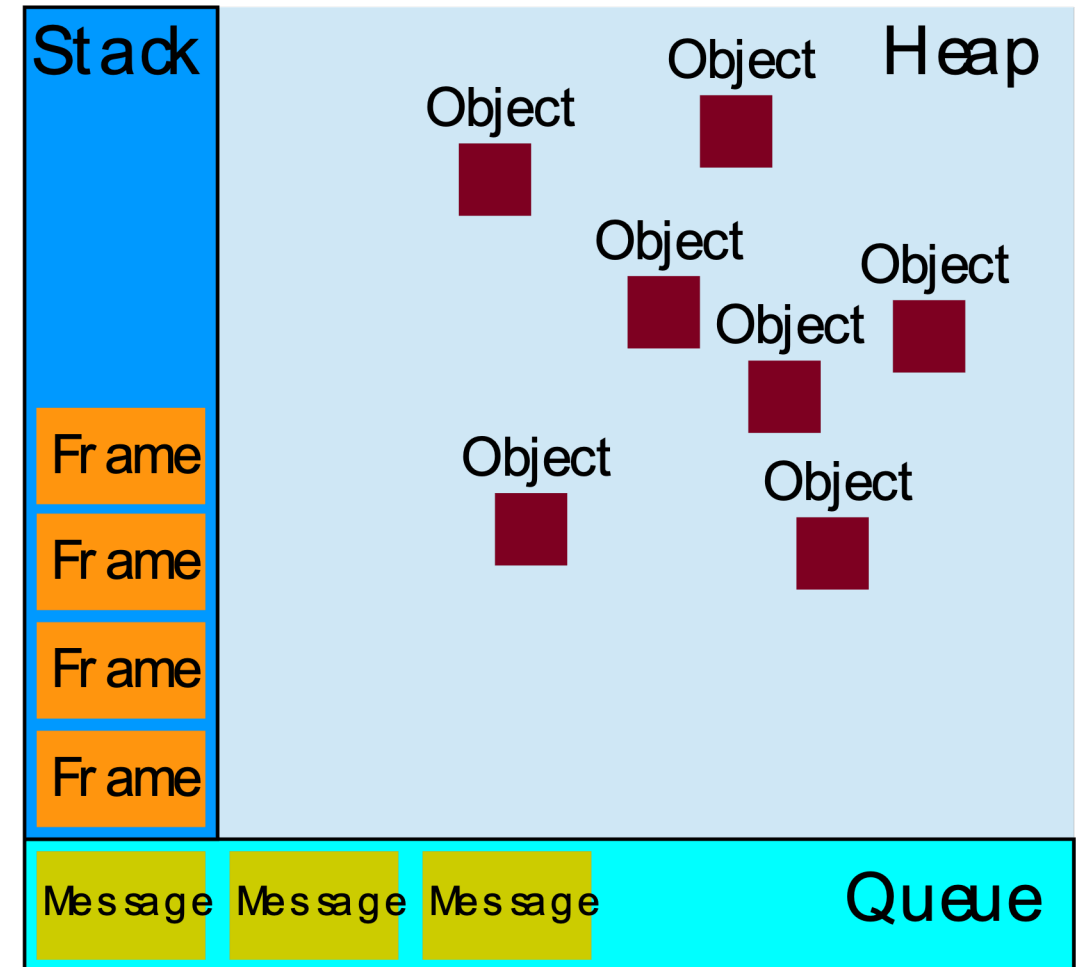 Stack
Heap
Object
Object
Object
Object
Object
Object
Object
Frame
Frame
Frame
Frame
Message
Message
Message
Queue